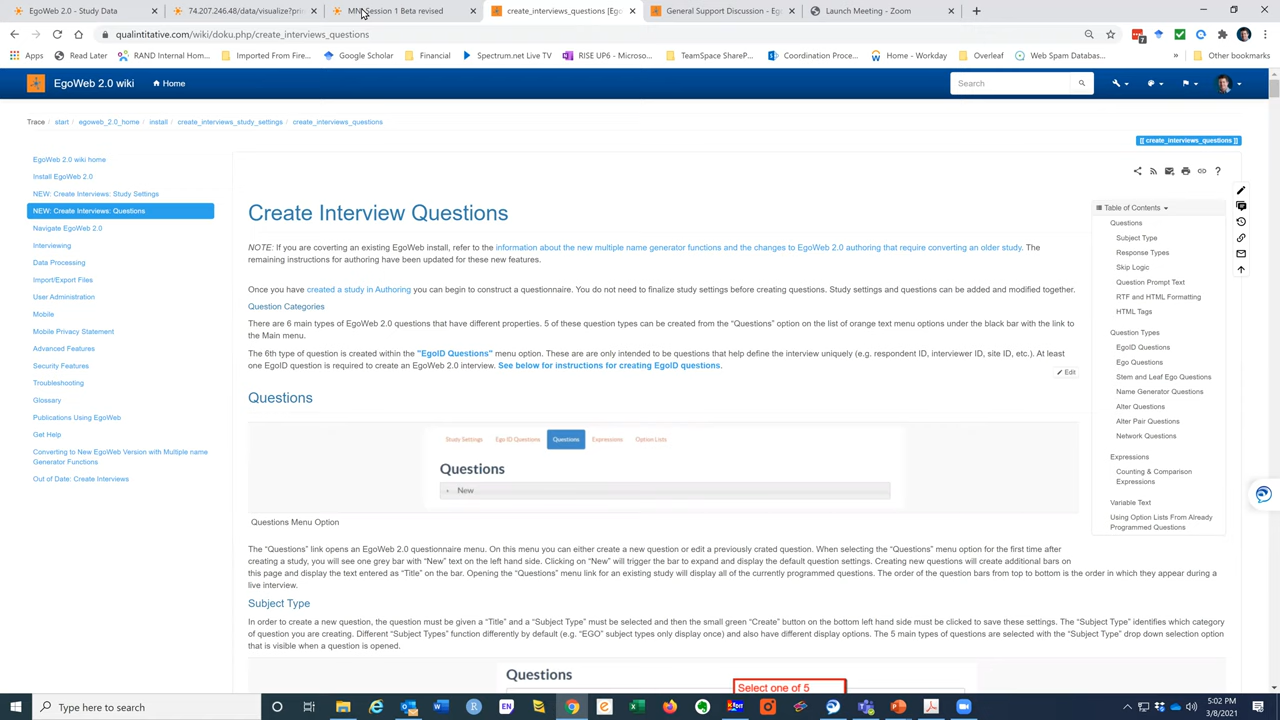 EgoWeb 2.0 - Study Data
74.207.246.48/data/visualize?prin
MNI Session 1 Beta revised
create_interviews_questions [Ego
General Support Discussion - Eg
Launch Meeting - Zoom
qualintitative.com/wiki/doku.php/create_interviews_questions
Apps
Read Later
RAND Internal Hom...
Imported From Fire...
Google Scholar
Financial
Spectrum.net Live TV
RISE UP6 - Microso...
TeamSpace ShareP...
Coordination Proce...
Home - Workday
Overleaf
Web Spam Databas...
»
Other bookmarks
EgoWeb 2.0 wiki
Home
Search
Trace / start / egoweb_2.0_home / install / create_interviews_study_settings / create_interviews_questions
[[ create_interviews_questions ]]
EgoWeb 2.0 wiki home
Install EgoWeb 2.0
NEW: Create Interviews: Study Settings
NEW: Create Interviews: Questions
Navigate EgoWeb 2.0
Interviewing
Data Processing
Import/Export Files
User Administration
Mobile
Mobile Privacy Statement
Advanced Features
Security Features
Troubleshooting
Glossary
Publications Using EgoWeb
Get Help
Converting to New EgoWeb Version with Multiple name
Generator Functions
Out of Date: Create Interviews
Create Interview Questions
NOTE: If you are coverting an existing EgoWeb install, refer to the information about the new multiple name generator functions and the changes to EgoWeb 2.0 authoring that require converting an older study. The
remaining instructions for authoring have been updated for these new features.
Once you have created a study in Authoring you can begin to construct a questionnaire. You do not need to finalize study settings before creating questions. Study settings and questions can be added and modified together.
Question Categories
There are 6 main types of EgoWeb 2.0 questions that have different properties. 5 of these question types can be created from the “Questions” option on the list of orange text menu options under the black bar with the link to
the Main menu.
The 6th type of question is created within the "EgoID Questions" menu option. These are are only intended to be questions that help define the interview uniquely (e.g. respondent ID, interviewer ID, site ID, etc.). At least
one EgoID question is required to create an EgoWeb 2.0 interview. See below for instructions for creating EgoID questions.
Edit
Questions
Study Settings
Ego ID Questions
Questions
Expressions
Option Lists
Questions
New
Questions Menu Option
The “Questions” link opens an EgoWeb 2.0 questionnaire menu. On this menu you can either create a new question or edit a previously crated question. When selecting the “Questions” menu option for the first time after
creating a study, you will see one grey bar with “New” text on the left hand side. Clicking on “New” will trigger the bar to expand and display the default question settings. Creating new questions will create additional bars on
this page and display the text entered as “Title” on the bar. Opening the “Questions” menu link for an existing study will display all of the currently programmed questions. The order of the question bars from top to bottom is the order in which they appear during a
live interview.
Subject Type
In order to create a new question, the question must be given a “Title” and a “Subject Type” must be selected and then the small green “Create” button on the bottom left hand side must be clicked to save these settings. The “Subject Type” identifies which category
of question you are creating. Different “Subject Types” function differently by default (e.g. “EGO” subject types only display once) and also have different display options. The 5 main types of questions are selected with the “Subject Type” drop down selection option
that is visible when a question is opened.
Questions
Select one of 5
Table of Contents
Questions
Subject Type
Response Types
Skip Logic
Question Prompt Text
RTF and HTML Formatting
HTML Tags
Question Types
EgoID Questions
Ego Questions
Stem and Leaf Ego Questions
Name Generator Questions
Alter Questions
Alter Pair Questions
Network Questions
Expressions
Counting & Comparison
Expressions
Variable Text
Using Option Lists From Already
Programmed Questions
Type here to search
EN
5:02 PM
3/8/2021